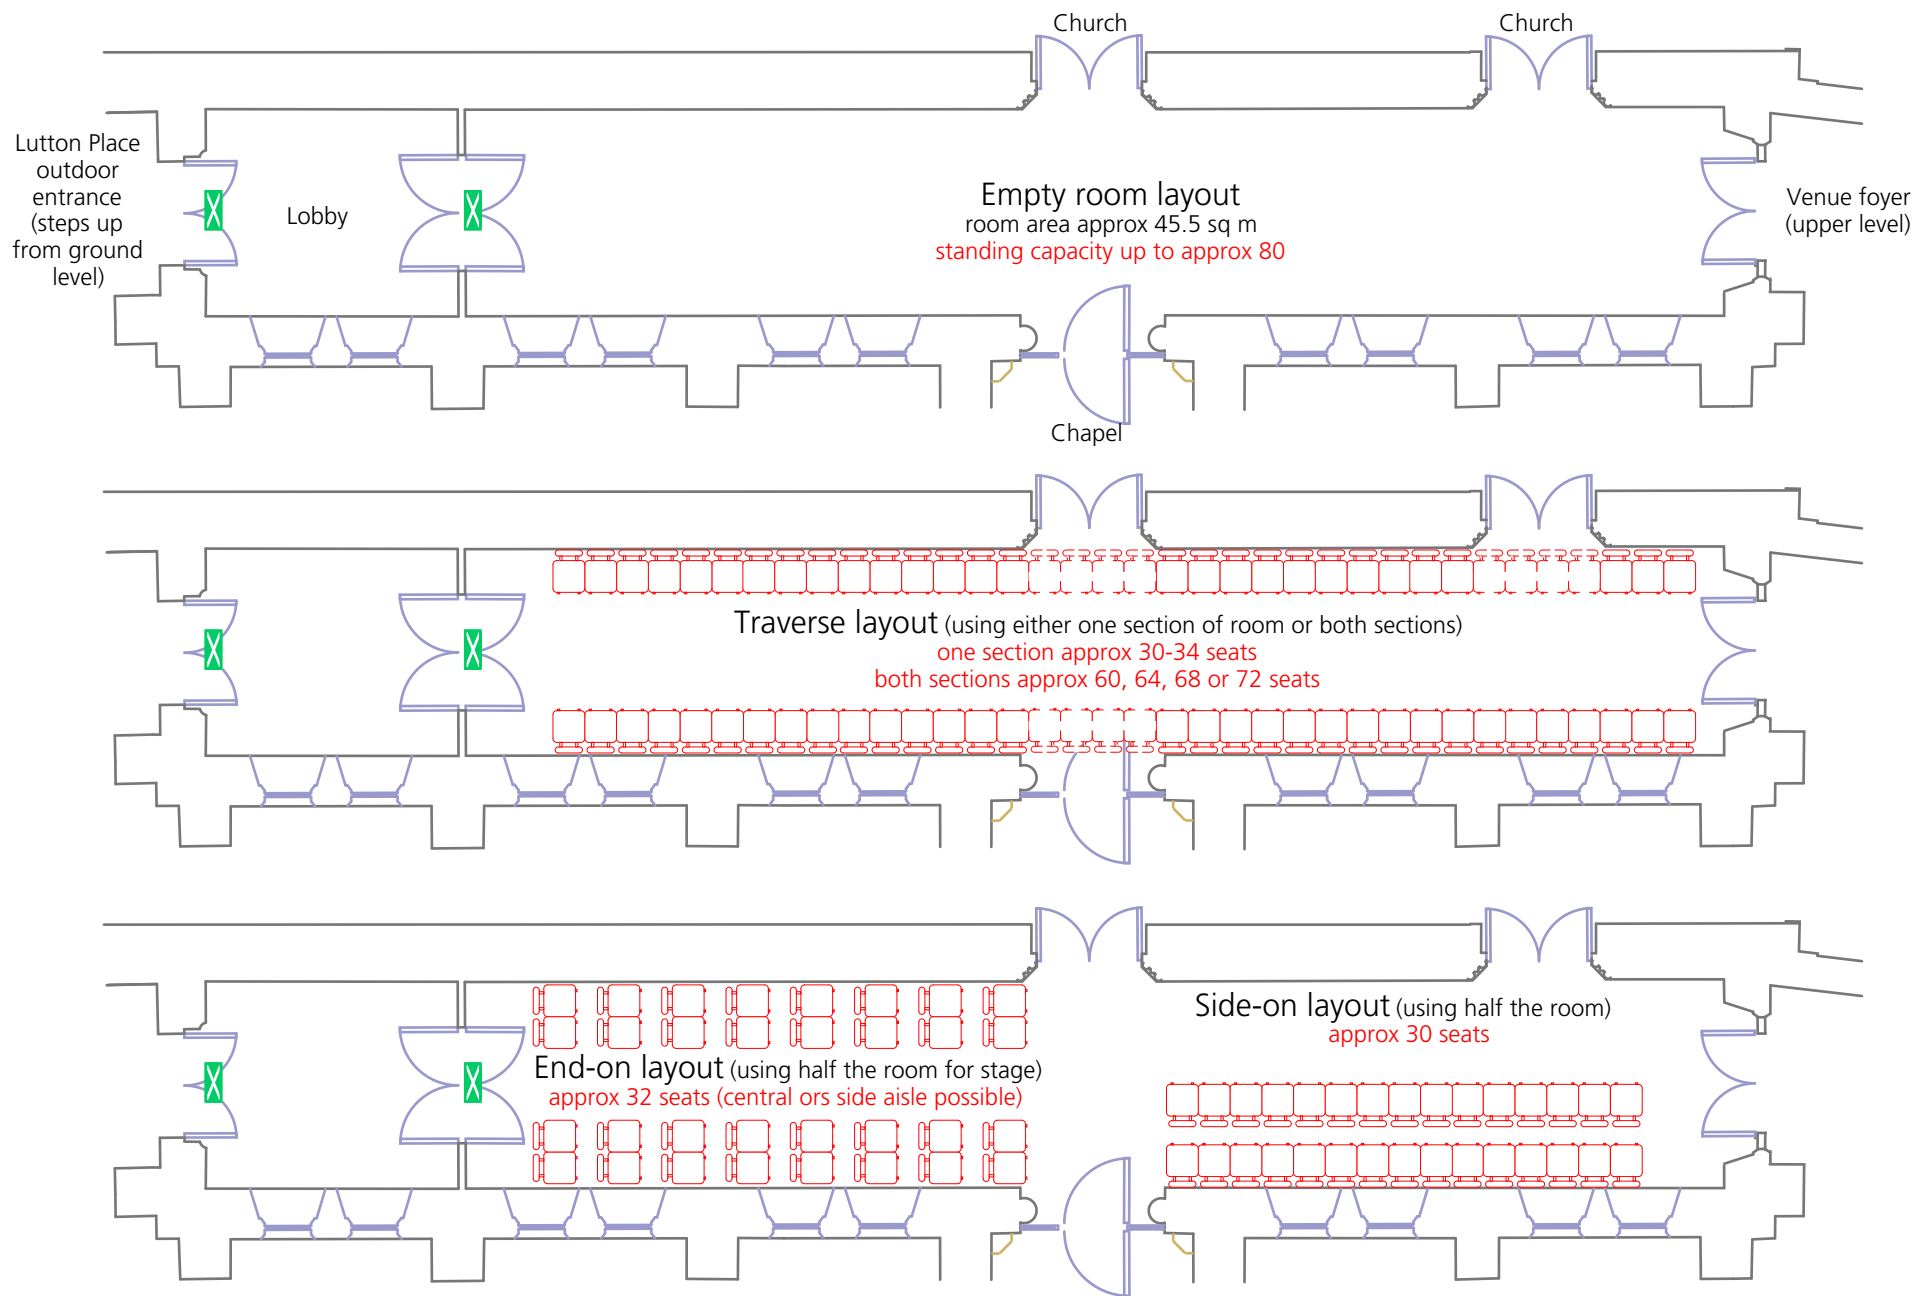 Church
Church
Lutton Place
outdoor
entrance
(steps up
from ground
level)
Lobby
Empty room layout
room area approx 45.5 sq m
standing capacity up to approx 80
Venue foyer
(upper level)
Chapel
Traverse layout (using either one section of room or both sections)
one section approx 30-34 seats
both sections approx 60, 64, 68 or 72 seats
End-on layout (using half the room for stage)
approx 32 seats (central ors side aisle possible)
Side-on layout (using half the room)
approx 30 seats